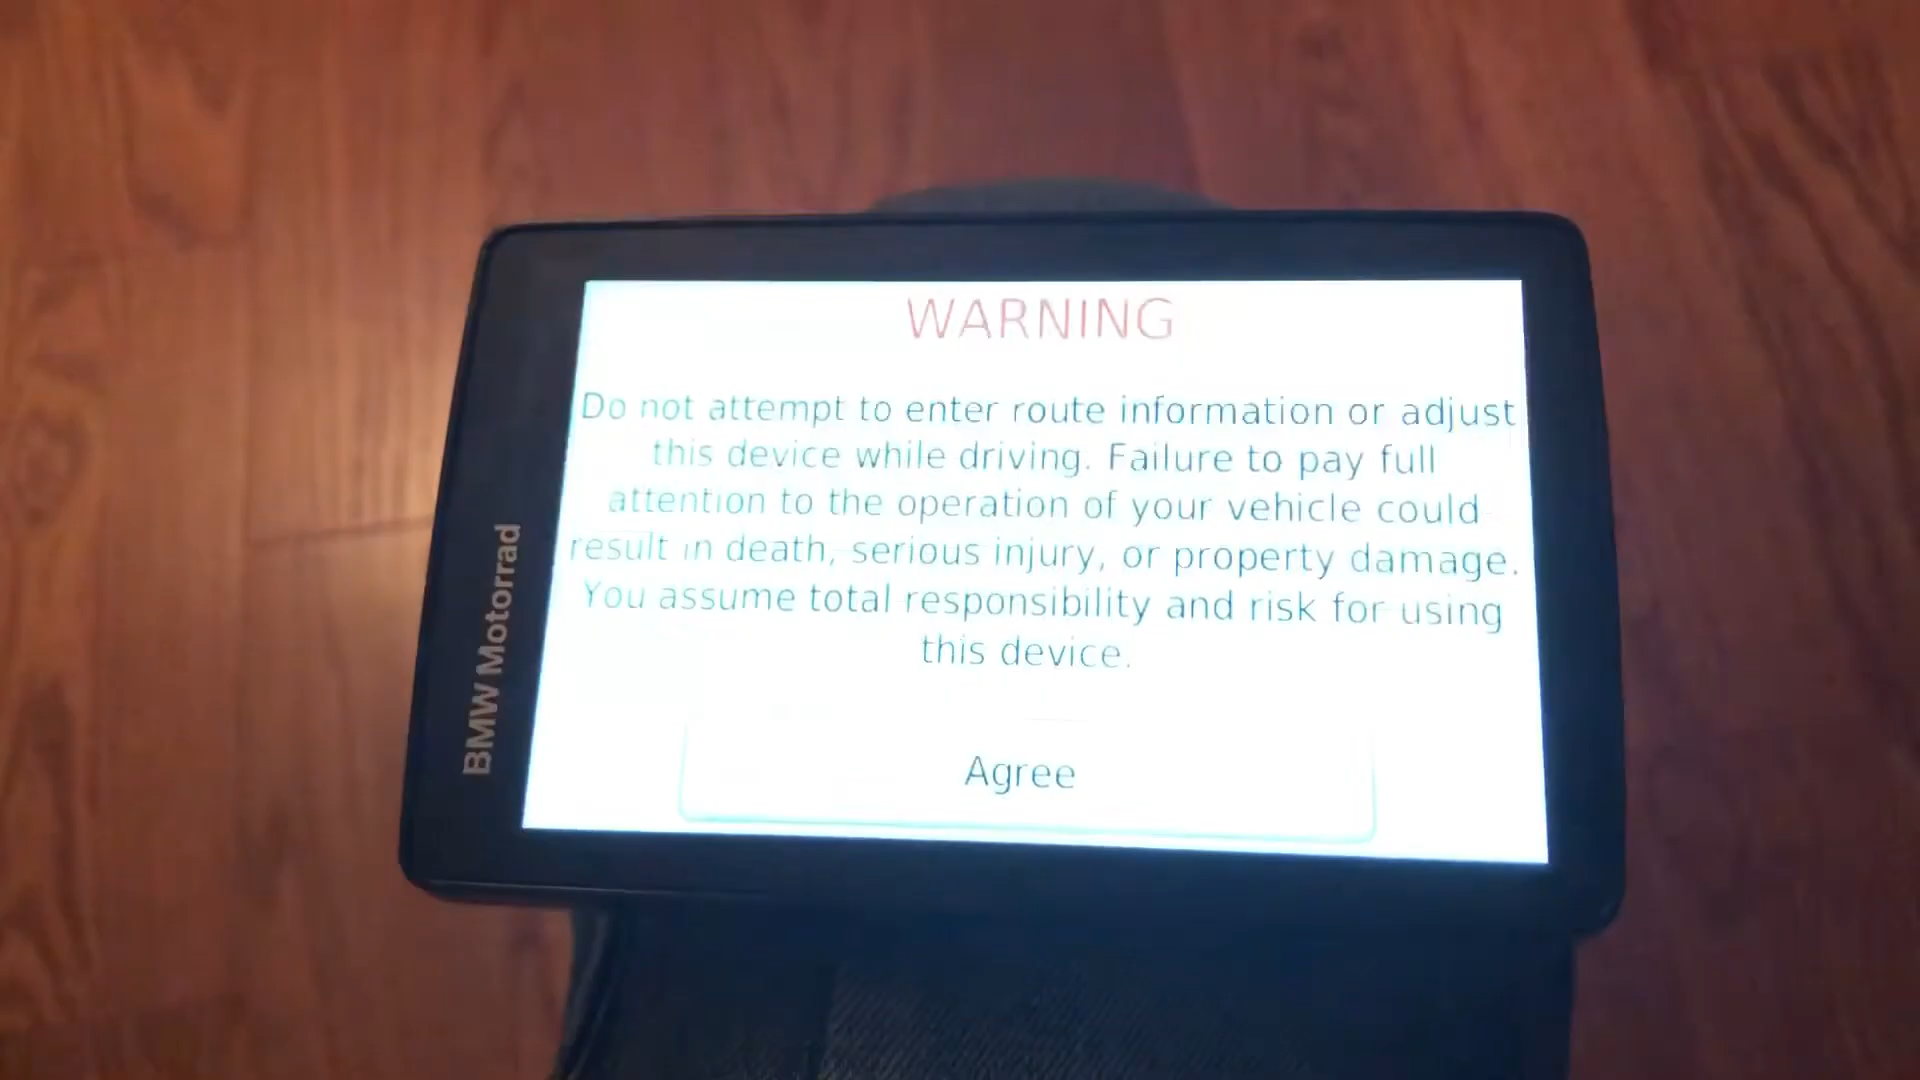 WARNING
Do not attempt to enter route information or adjust
this device while driving. Failure to pay full
attention to the operation of your vehicle could
result in death, serious injury, or property damage.
You assume total responsibility and risk for using
this device.
Agree
BMW Motorrad